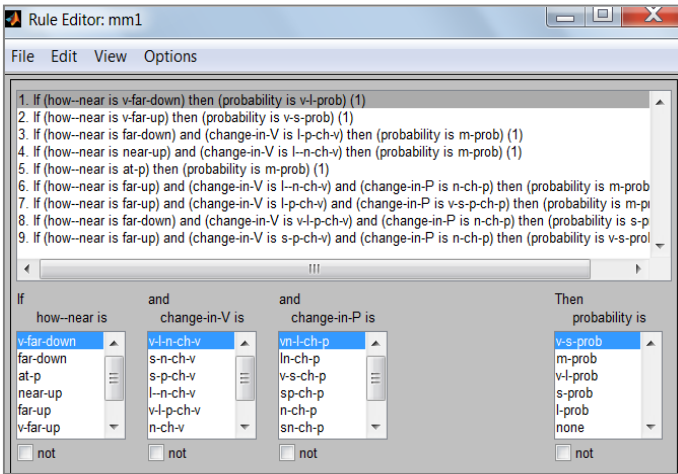 Rule Editor: mm1
File Edit View Options
1. If (how--near is v-far-down) then (probability is v-l-prob) (1)
2. If (how--near is v-far-up) then (probability is v-s-prob) (1)
3. If (how--near is far-down) and (change-in-V is l-p-ch-v) then (probability is m-prob) (1)
4. If (how--near is near-up) and (change-in-V is l--n-ch-v) then (probability is m-prob) (1)
5. If (how--near is at-p) then (probability is m-prob) (1)
6. If (how--near is far-up) and (change-in-V is l--n-ch-v) and (change-in-P is n-ch-p) then (probability is m-prob
7. If (how--near is far-up) and (change-in-V is l-p-ch-v) and (change-in-P is v-s-p-ch-p) then (probability is m-p
8. If (how--near is far-down) and (change-in-V is v-l-p-ch-v) and (change-in-P is n-ch-p) then (probability is s-p
9. If (how--near is far-up) and (change-in-V is s-p-ch-v) and (change-in-P is n-ch-p) then (probability is v-s-prol
If and and Then
how--near is change-in-V is change-in-P is probability is
v-far-down v-l-n-ch-v vn-l-ch-p v-s-prob
far-down s-n-ch-v ln-ch-p m-prob
at-p s-p-ch-v v-s-ch-p v-l-prob
near-up l--n-ch-v sp-ch-p s-prob
far-up v-l-p-ch-v n-ch-p l-prob
v-far-up n-ch-v sn-ch-p none
not not not not